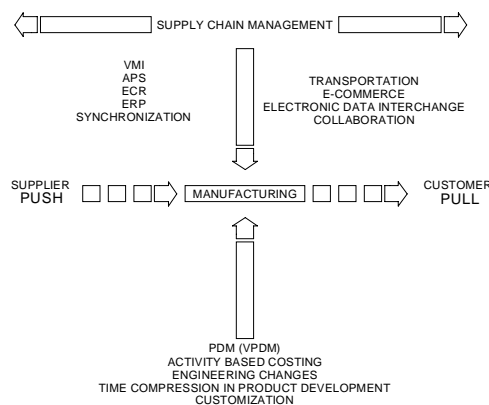 SUPPLY CHAIN MANAGEMENT
VMI
APS
ECR
ERP
SYNCHRONIZATION
TRANSPORTATION
E-COMMERCE
ELECTRONIC DATA INTERCHANGE
COLLABORATION
SUPPLIER
PUSH
MANUFACTURING
CUSTOMER
PULL
PDM (VPDM)
ACTIVITY BASED COSTING
ENGINEERING CHANGES
TIME COMPRESSION IN PRODUCT DEVELOPMENT
CUSTOMIZATION